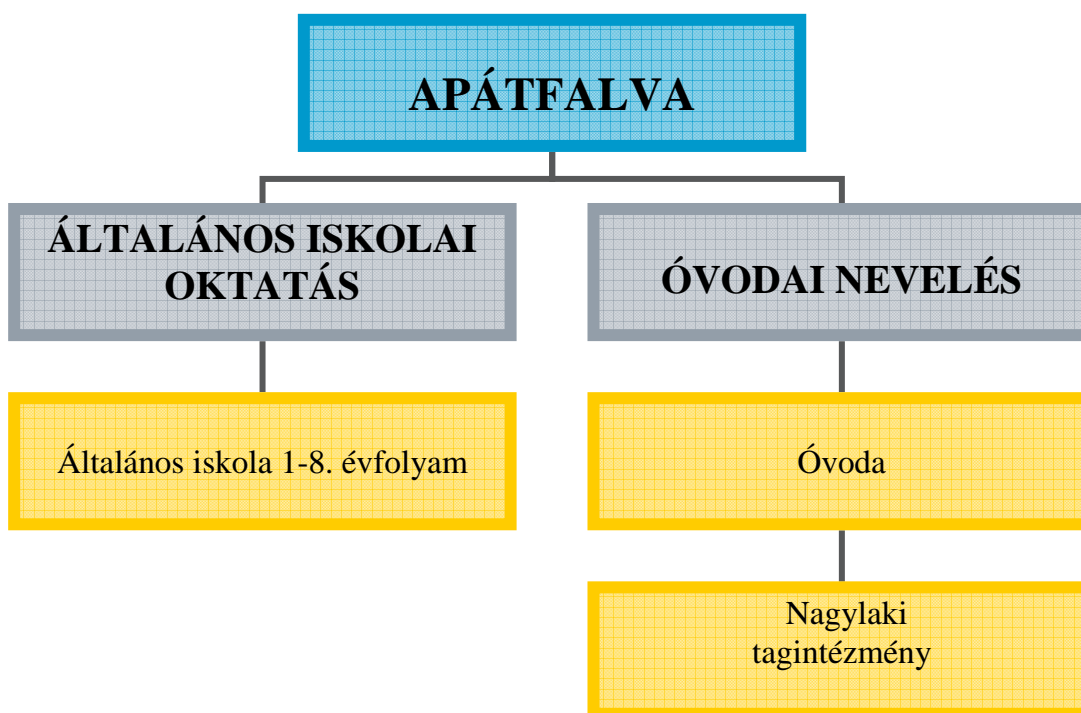 APÁTFALVA
ÁLTALÁNOS ISKOLAI
OKTATÁS
ÓVODAI NEVELÉS
Általános iskola 1-8. évfolyam
Óvoda
Nagylaki
tagintézmény